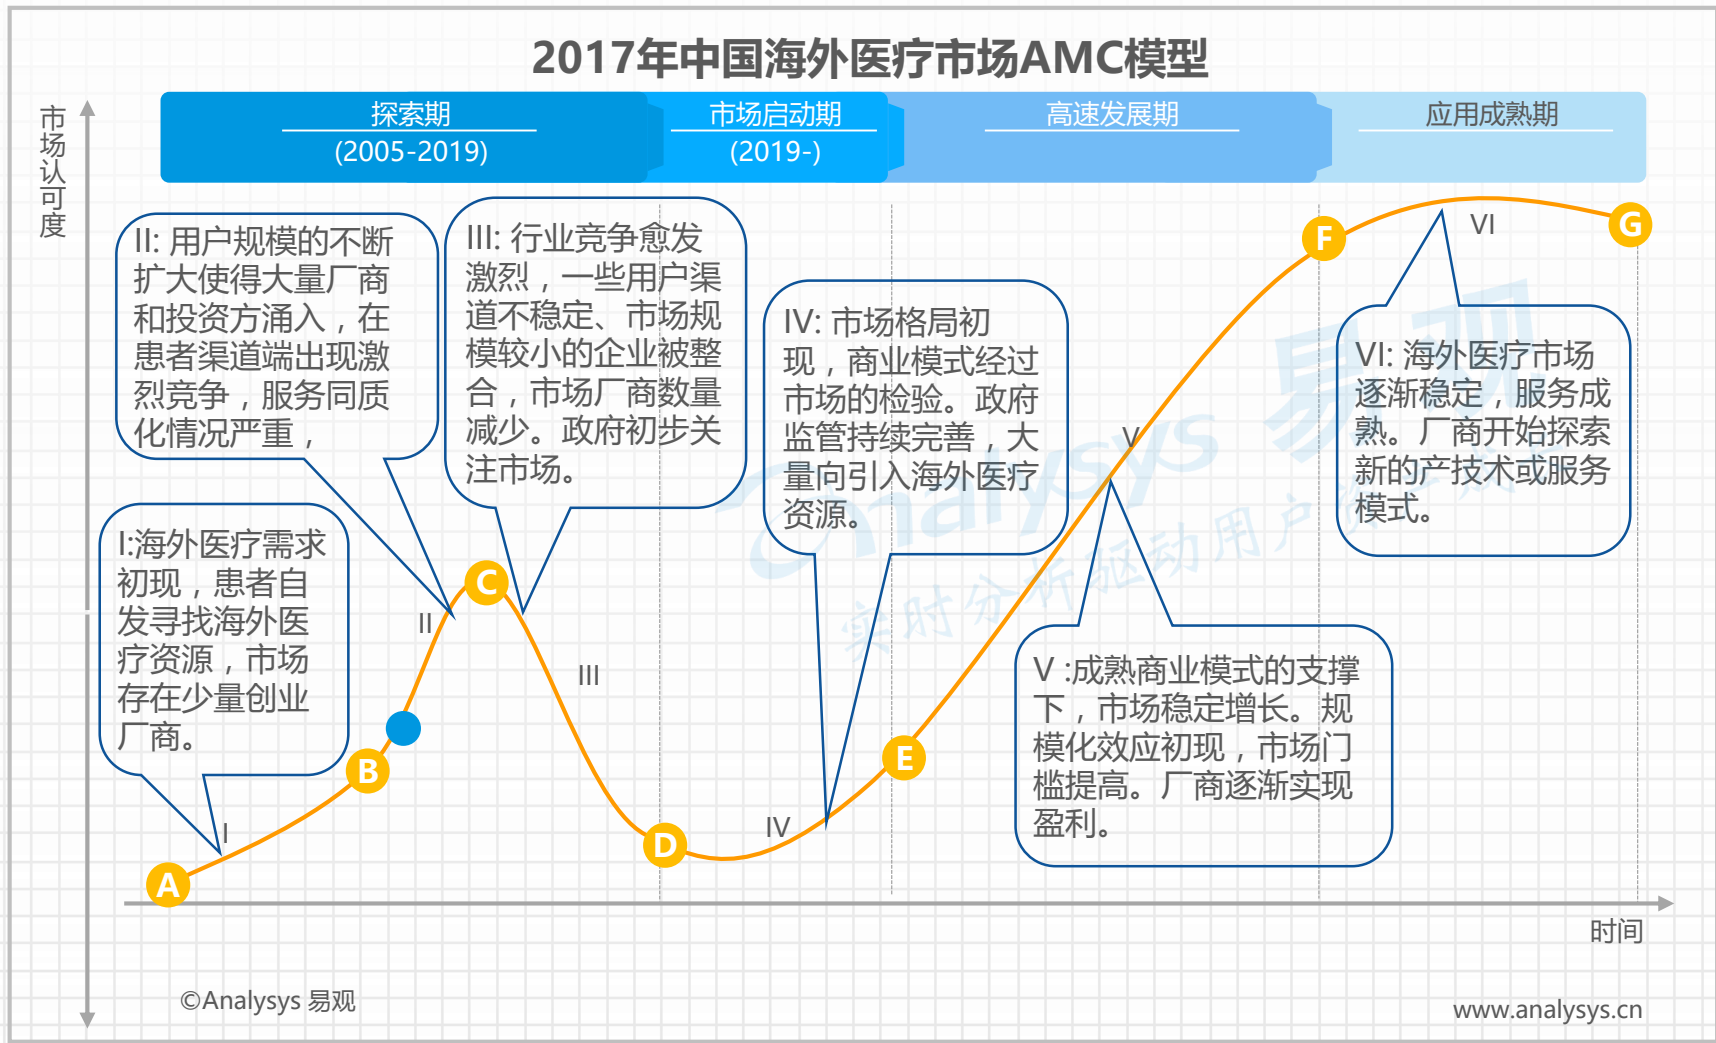 2017年中国海外医疗市场AMC模型
市场认可度
探索期
(2005-2019)
市场启动期
(2019-)
高速发展期
应用成熟期
II: 用户规模的不断
扩大使得大量厂商
和投资方涌入，在
患者渠道端出现激
烈竞争，服务同质
化情况严重，
III: 行业竞争愈发
激烈，一些用户渠
道不稳定、市场规
模较小的企业被整
合，市场厂商数量
减少。政府初步关
注市场。
IV: 市场格局初
现，商业模式经过
市场的检验。政府
监管持续完善，大
量向引入海外医疗
资源。
VI: 海外医疗市场
逐渐稳定，服务成
熟。厂商开始探索
新的产技术或服务
模式。
I:海外医疗需求
初现，患者自
发寻找海外医
疗资源，市场
存在少量创业
厂商。
V :成熟商业模式的支撑
下，市场稳定增长。规
模化效应初现，市场门
槛提高。厂商逐渐实现
盈利。
A
I
B
II
C
III
D
IV
E
V
F
VI
G
Analysys 易观
实时分析驱动用户
时间
©Analysys 易观
www.analysys.cn